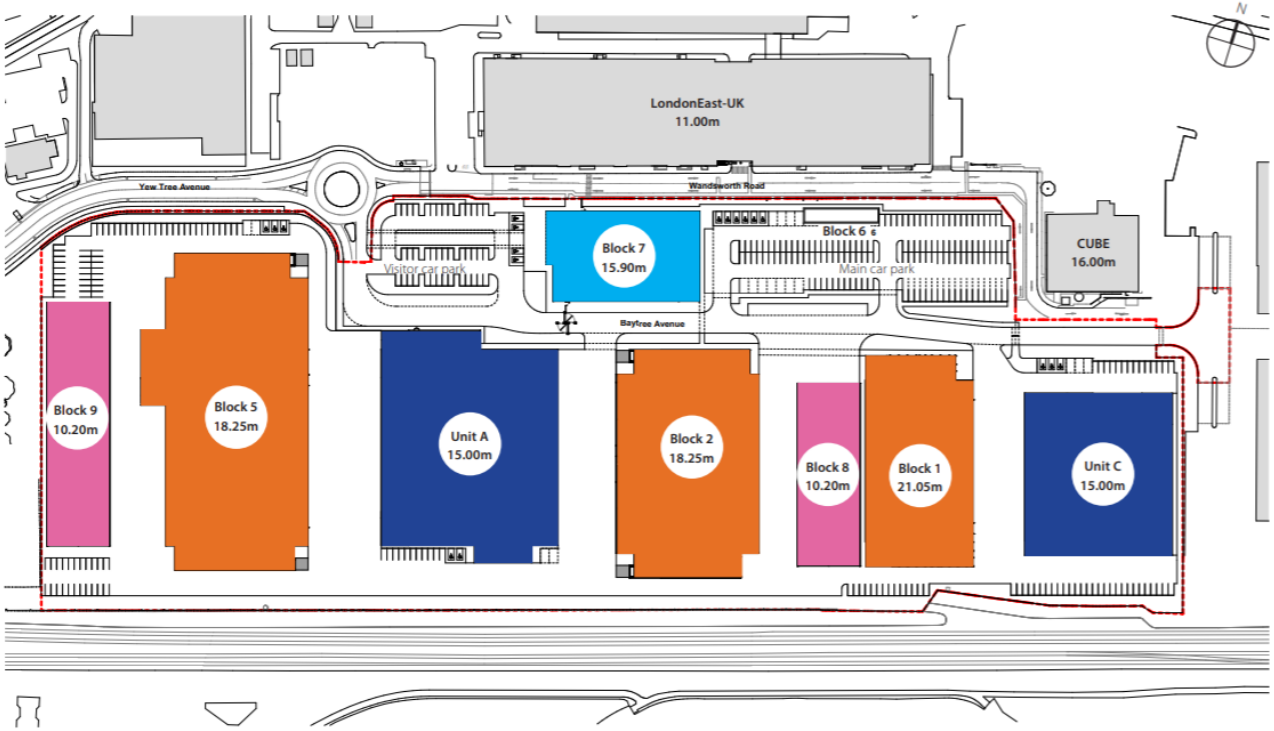 N
LondonEast-UK
11.00m
Yew Tree Avenue
Wandsworth Road
Block 6 6
Block 7
15.90m
CUBE
16.00m
Visitor car park
Main car park
Baytree Avenue
Block 9
10.20m
Block 5
18.25m
Unit A
15.00m
Block 2
18.25m
Block 8
10.20m
Block 1
21.05m
Unit C
15.00m